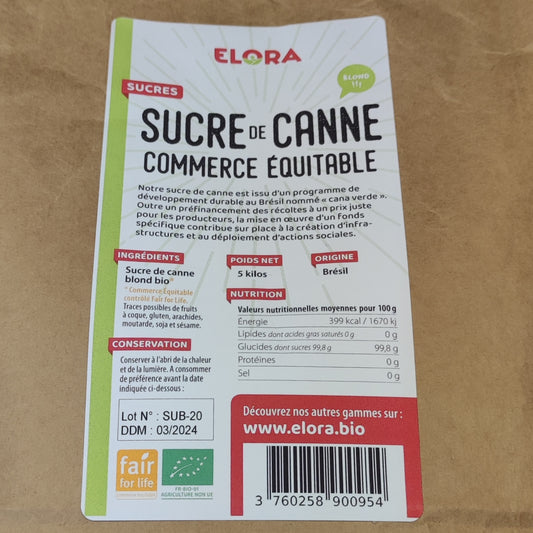 ELORA
BLOND
SUCRES
SUCRE DE CANNE
COMMERCE ÉQUITABLE
Notre sucre de canne est issu d'un programme de
développement durable au Brésil nommé « cana verde ».
Outre un préfinancement des récoltes à un prix juste
pour les producteurs, la mise en œuvre d'un fonds
spécifique contribue sur place à la création d'infra-
structures et au déploiement d'actions sociales.
INGRÉDIENTS
Sucre de canne
blond bio*
* Commerce Équitable
contrôlé Fair for Life.
Traces possibles de fruits
à coque, gluten, arachides,
moutarde, soja et sésame.
POIDS NET
5 kilos
ORIGINE
Brésil
NUTRITION
Valeurs nutritionnelles moyennes pour 100 g
Énergie 399 kcal / 1670 kj
Lipides dont acides gras saturés 0 g 0 g
Glucides dont sucres 99,8 g 99,8 g
Protéines 0 g
Sel 0 g
CONSERVATION
Conserver à l'abri de la chaleur
et de la lumière. A consommer
de préférence avant la date
indiquée ci-dessous :
Lot N° : SUB-20
DDM : 03/2024
fair
for life
FR-BIO-01
AGRICULTURE NON UE
Découvrez nos autres gammes sur :
www.elora.bio
3 760258 900954